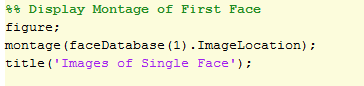 %% Display Montage of First Face
figure;
montage(faceDatabase(1).ImageLocation);
title('Images of Single Face');